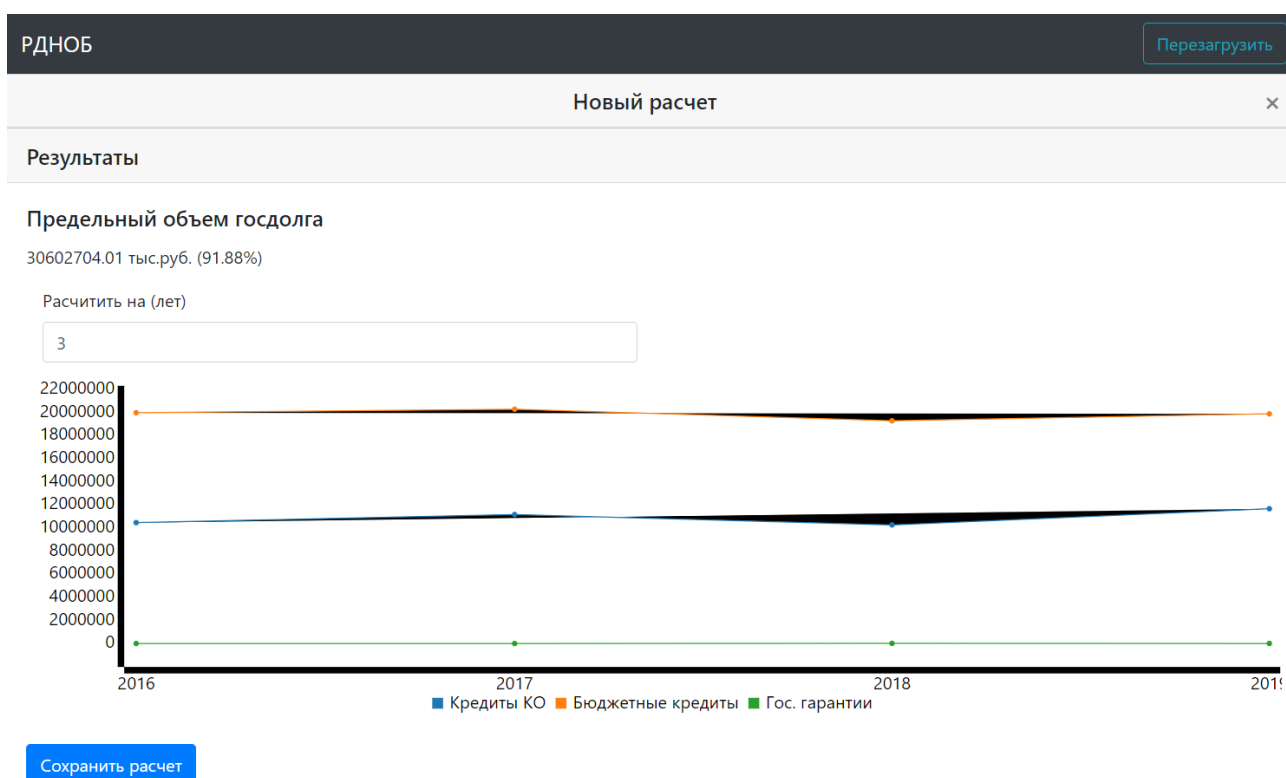 РДНОБ
Перезагрузить
Новый расчет
×
Результаты
Предельный объем госдолга
30602704.01 тыс.руб. (91.88%)
Расчитить на (лет)
3
22000000
20000000
18000000
16000000
14000000
12000000
10000000
8000000
6000000
4000000
2000000
0
2016 2017 2018 2019
Кредиты КО Бюджетные кредиты Гос. гарантии
Сохранить расчет